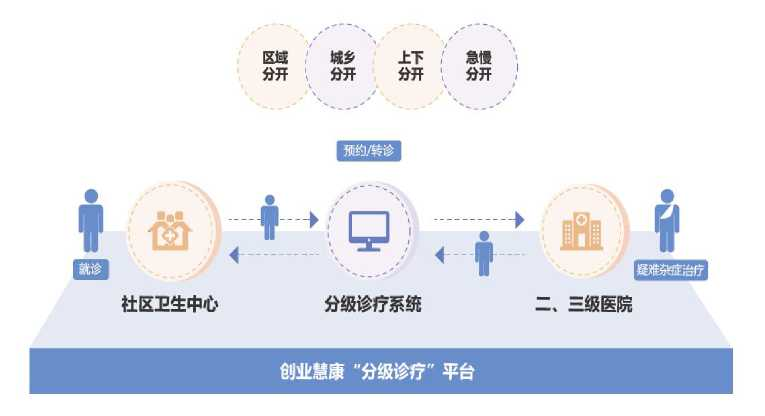 区域
分开
城乡
分开
上下
分开
急慢
分开
预约/转诊
就诊
疑难杂症治疗
社区卫生中心
分级诊疗系统
二、三级医院
创业慧康“分级诊疗”平台